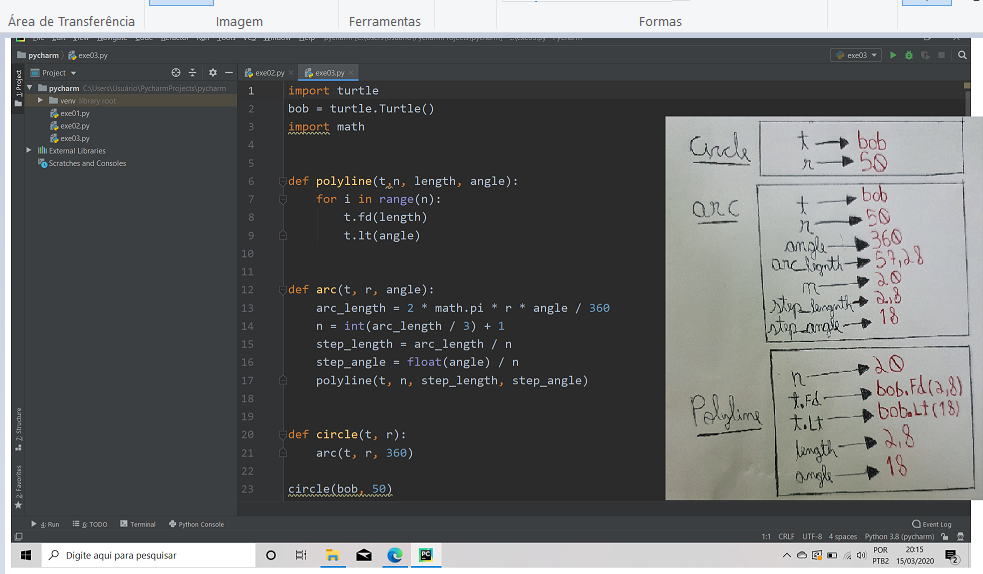 Área de Transferência
Imagem
Ferramentas
Formas
pycharm
exe03.py
exe03
Project
exe02.py
exe03.py
1: Project
pycharm C:\Users\Usuário\PycharmProjects\pycharm
venv library root
exe01.py
exe02.py
exe03.py
External Libraries
Scratches and Consoles
1 import turtle
2 bob = turtle.Turtle()
3 import math
4
5
6 def polyline(t,n, length, angle):
7 for i in range(n):
8 t.fd(length)
9 t.lt(angle)
10
11
12 def arc(t, r, angle):
13 arc_length = 2 * math.pi * r * angle / 360
14 n = int(arc_length / 3) + 1
15 step_length = arc_length / n
16 step_angle = float(angle) / n
17 polyline(t, n, step_length, step_angle)
18
19
20 def circle(t, r):
21 arc(t, r, 360)
22
23 circle(bob, 50)
Circle
t bob
r 50
arc
t bob
r 50
angle 360
arc_legnth 57,28
n 20
step_lengnth 2,8
step_angle 18
Polyline
n 20
t.Fd bob.Fd(2,8)
t.Lt bob.Lt(18)
length 2,8
angle 18
7: Structure
2: Favorites
4: Run
6: TODO
Terminal
Python Console
Event Log
1:1 CRLF UTF-8 4 spaces Python 3.8 (pycharm)
Digite aqui para pesquisar
POR
PTB2
20:15
15/03/2020
2